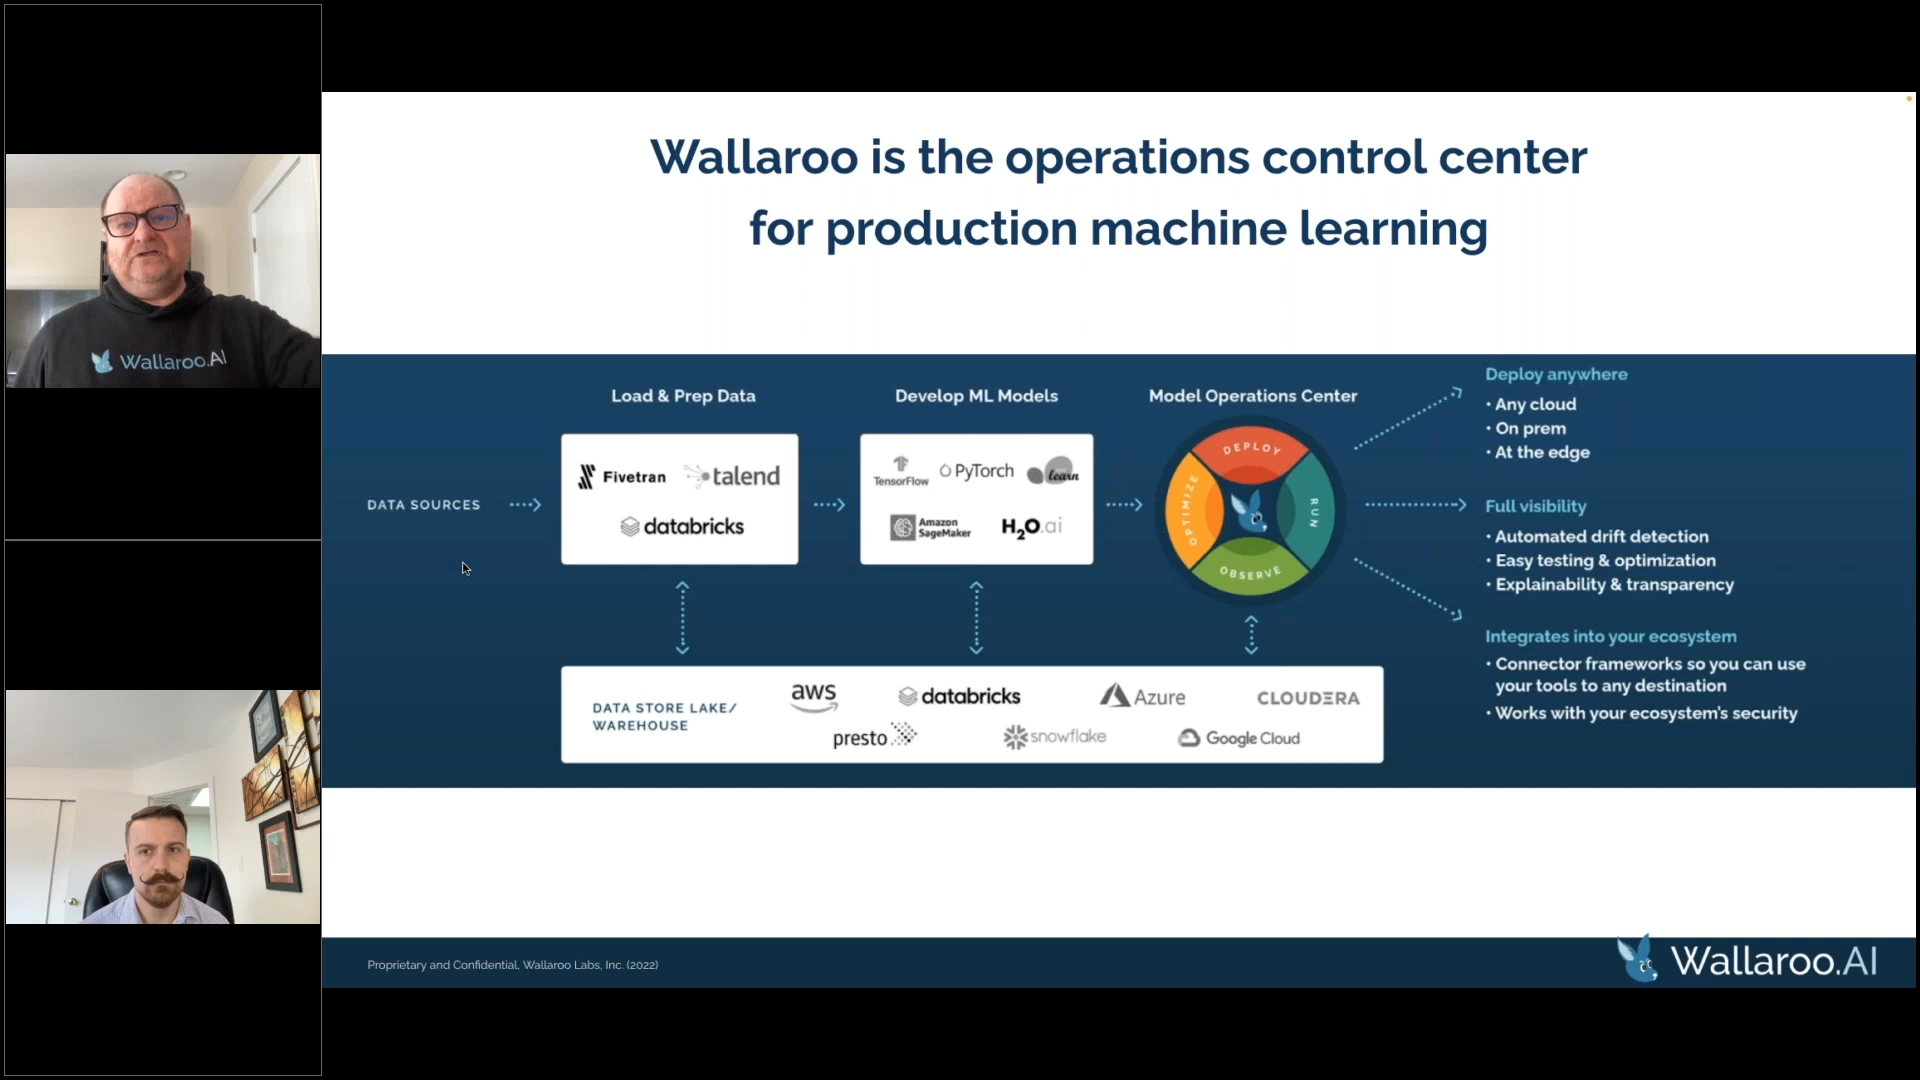 Wallaroo.AI
Wallaroo is the operations control center
for production machine learning
DATA SOURCES
Load & Prep Data
Fivetran
talend
databricks
Develop ML Models
TensorFlow
PyTorch
learn
Amazon
SageMaker
H2O.ai
Model Operations Center
DEPLOY
RUN
OBSERVE
OPTIMIZE
DATA STORE LAKE/
WAREHOUSE
aws
databricks
Azure
CLOUDERA
presto
snowflake
Google Cloud
Deploy anywhere
• Any cloud
• On prem
• At the edge
Full visibility
• Automated drift detection
• Easy testing & optimization
• Explainability & transparency
Integrates into your ecosystem
• Connector frameworks so you can use
your tools to any destination
• Works with your ecosystem's security
Proprietary and Confidential, Wallaroo Labs, Inc. (2022)
Wallaroo.AI